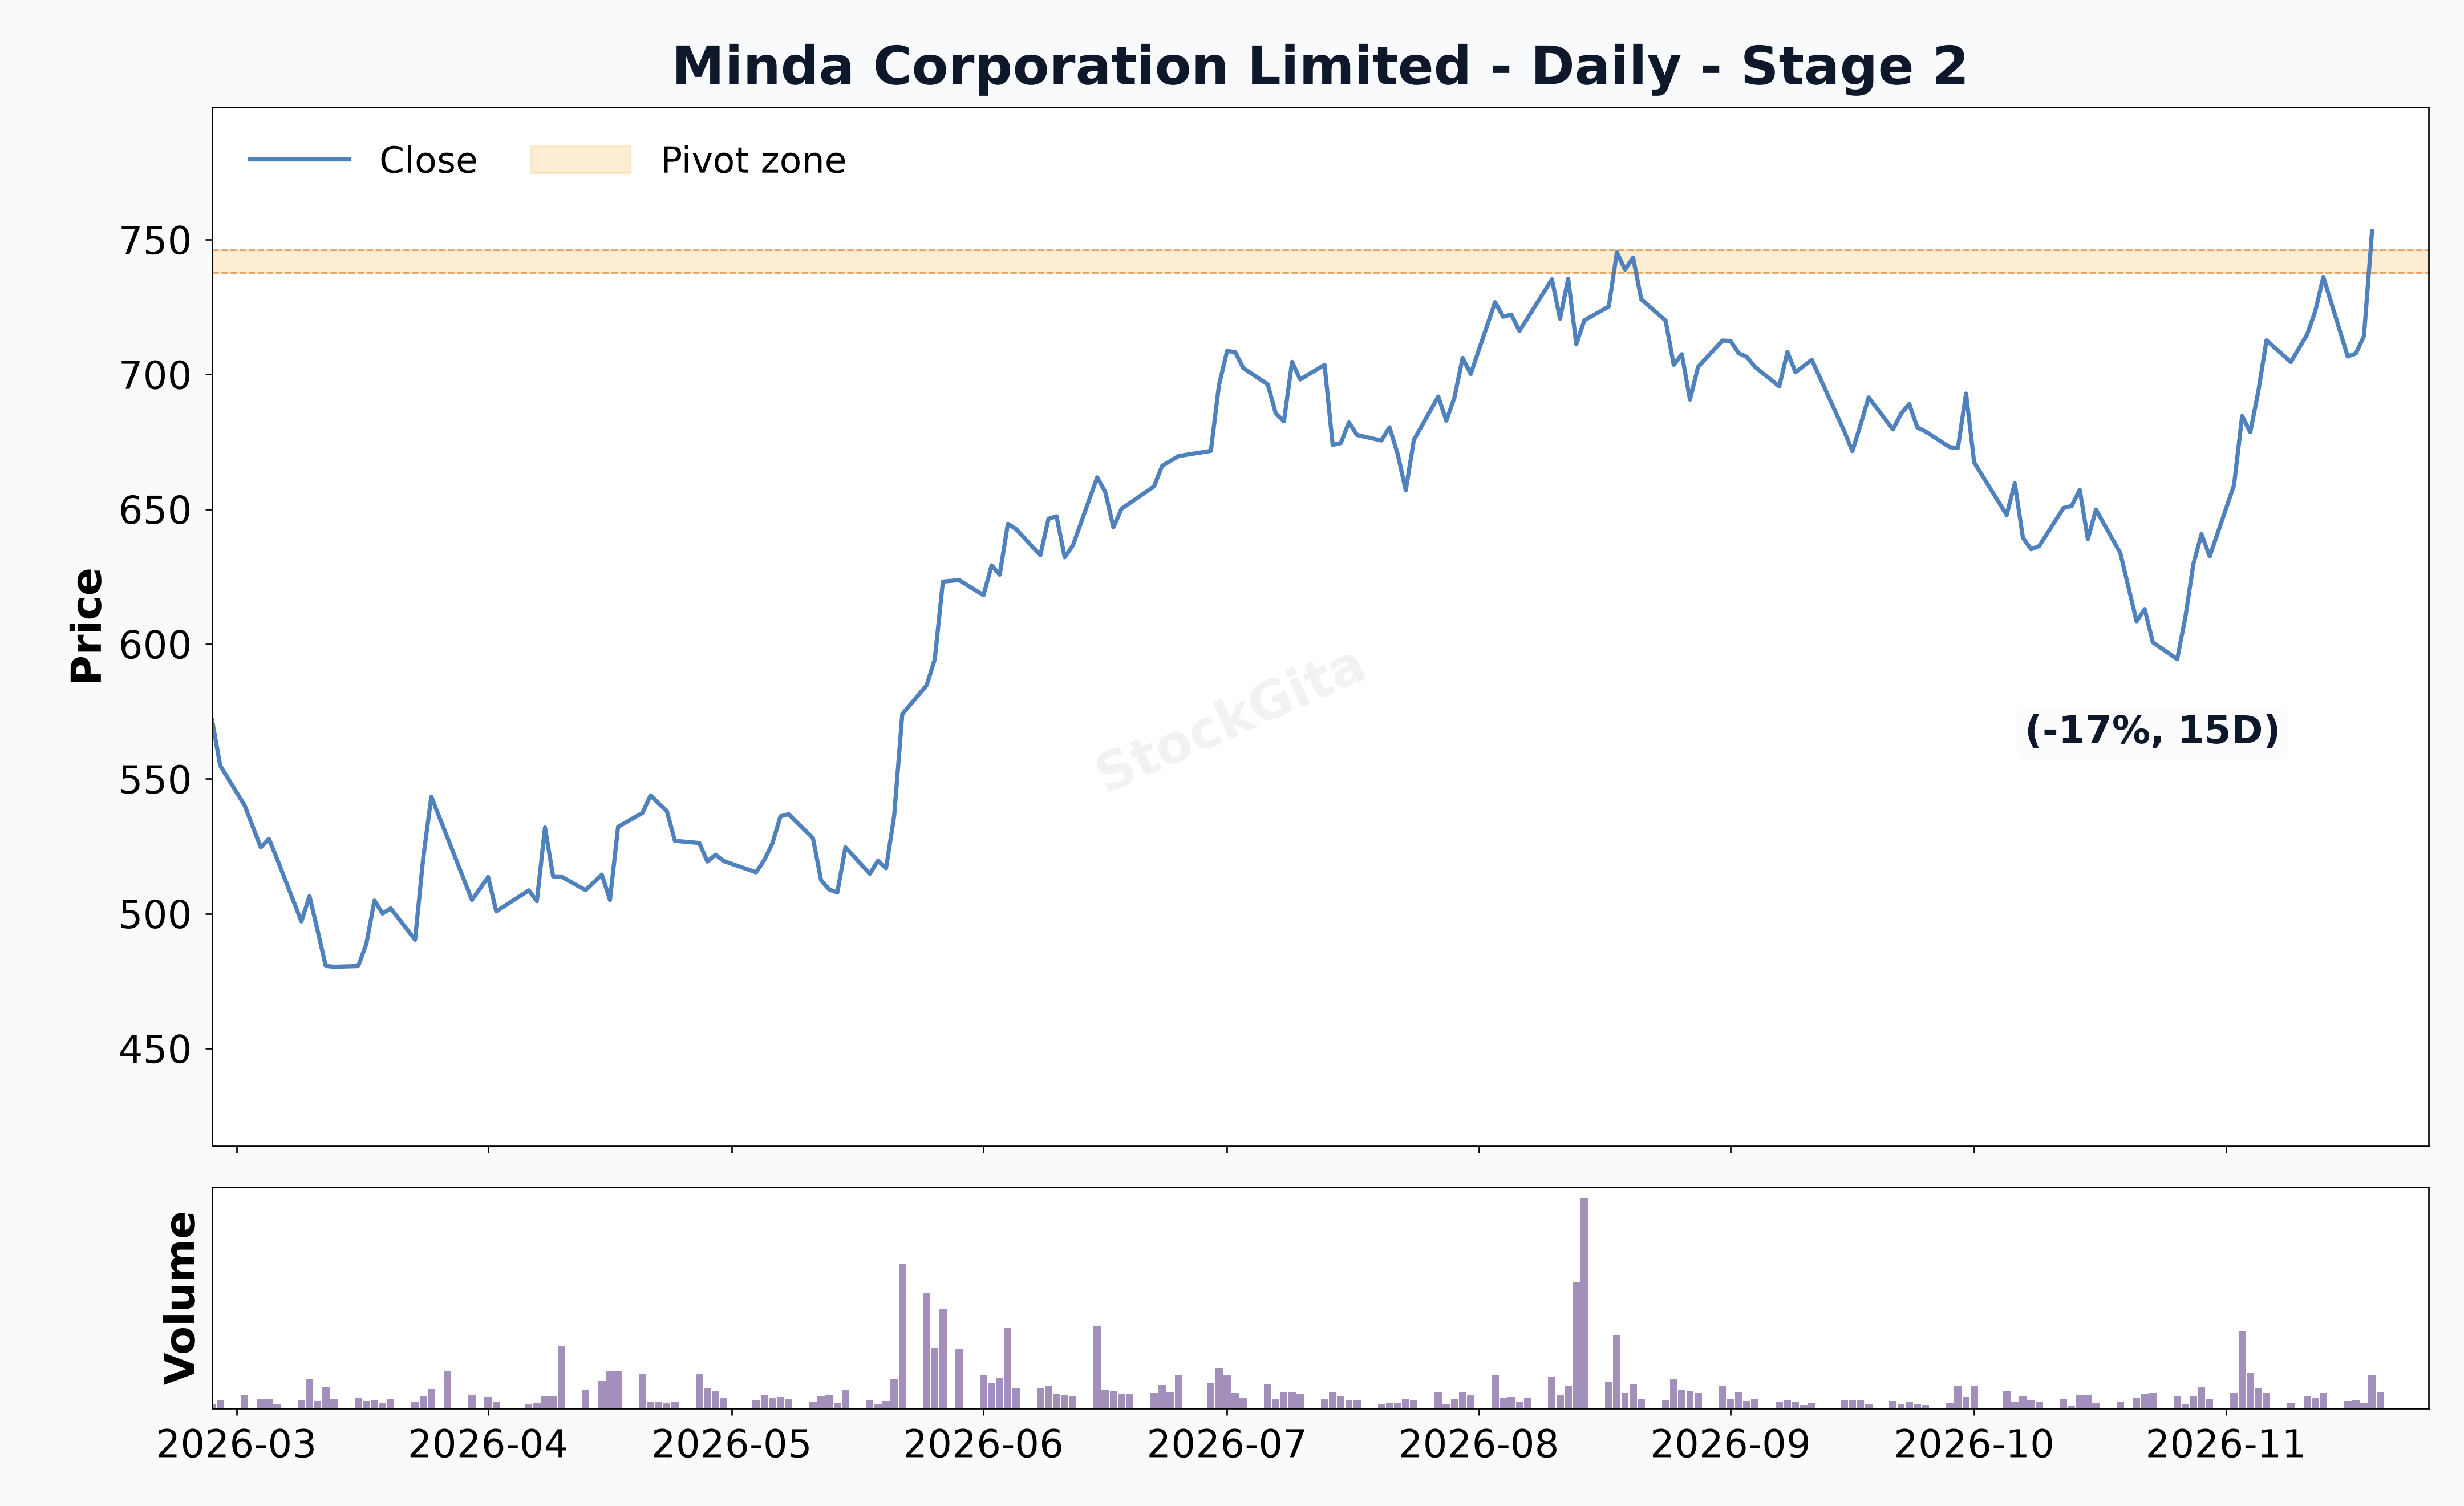 Minda Corporation Limited - Daily - Stage 2
Close
Pivot zone
750
700
650
600
550
500
450
Price
StockGita
(-17%, 15D)
Volume
2026-03
2026-04
2026-05
2026-06
2026-07
2026-08
2026-09
2026-10
2026-11